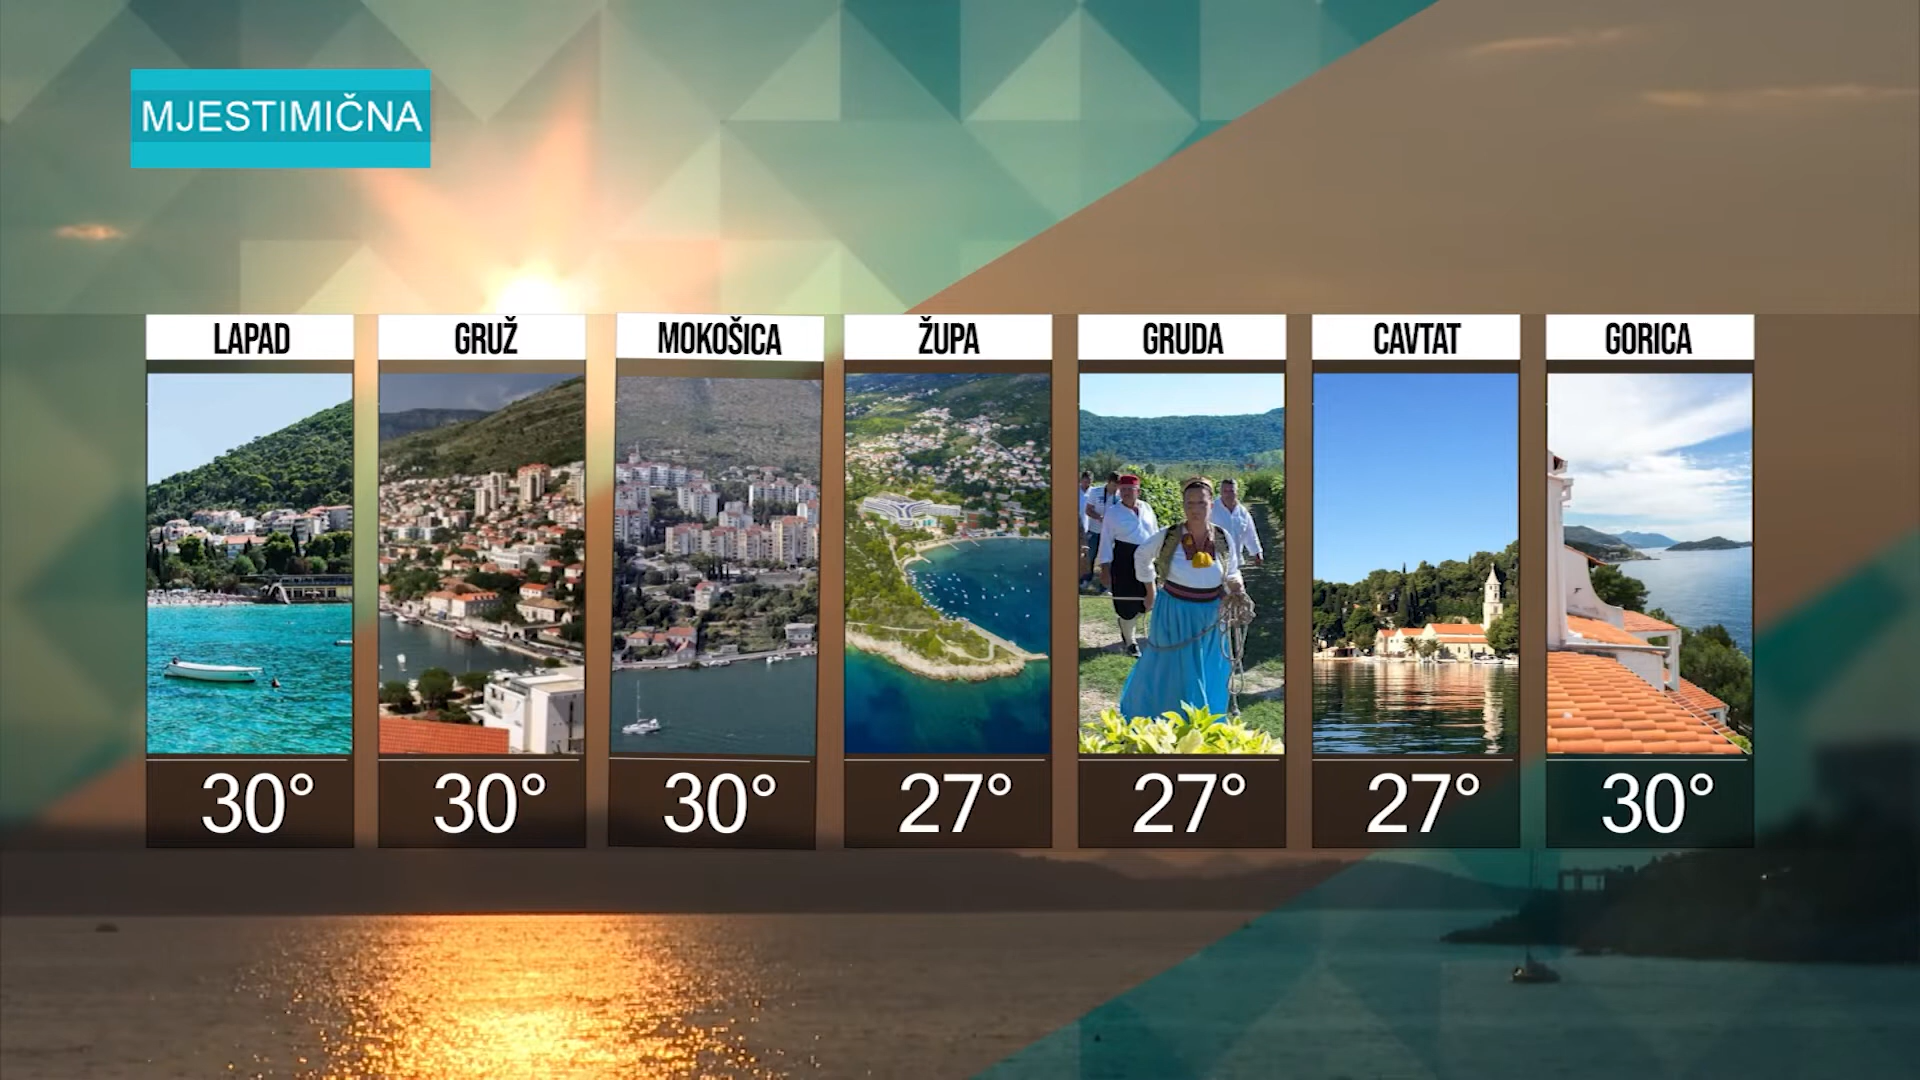 MJESTIMIČNA
LAPAD
GRUŽ
MOKOŠICA
ŽUPA
GRUDA
CAVTAT
GORICA
30°
30°
30°
27°
27°
27°
30°